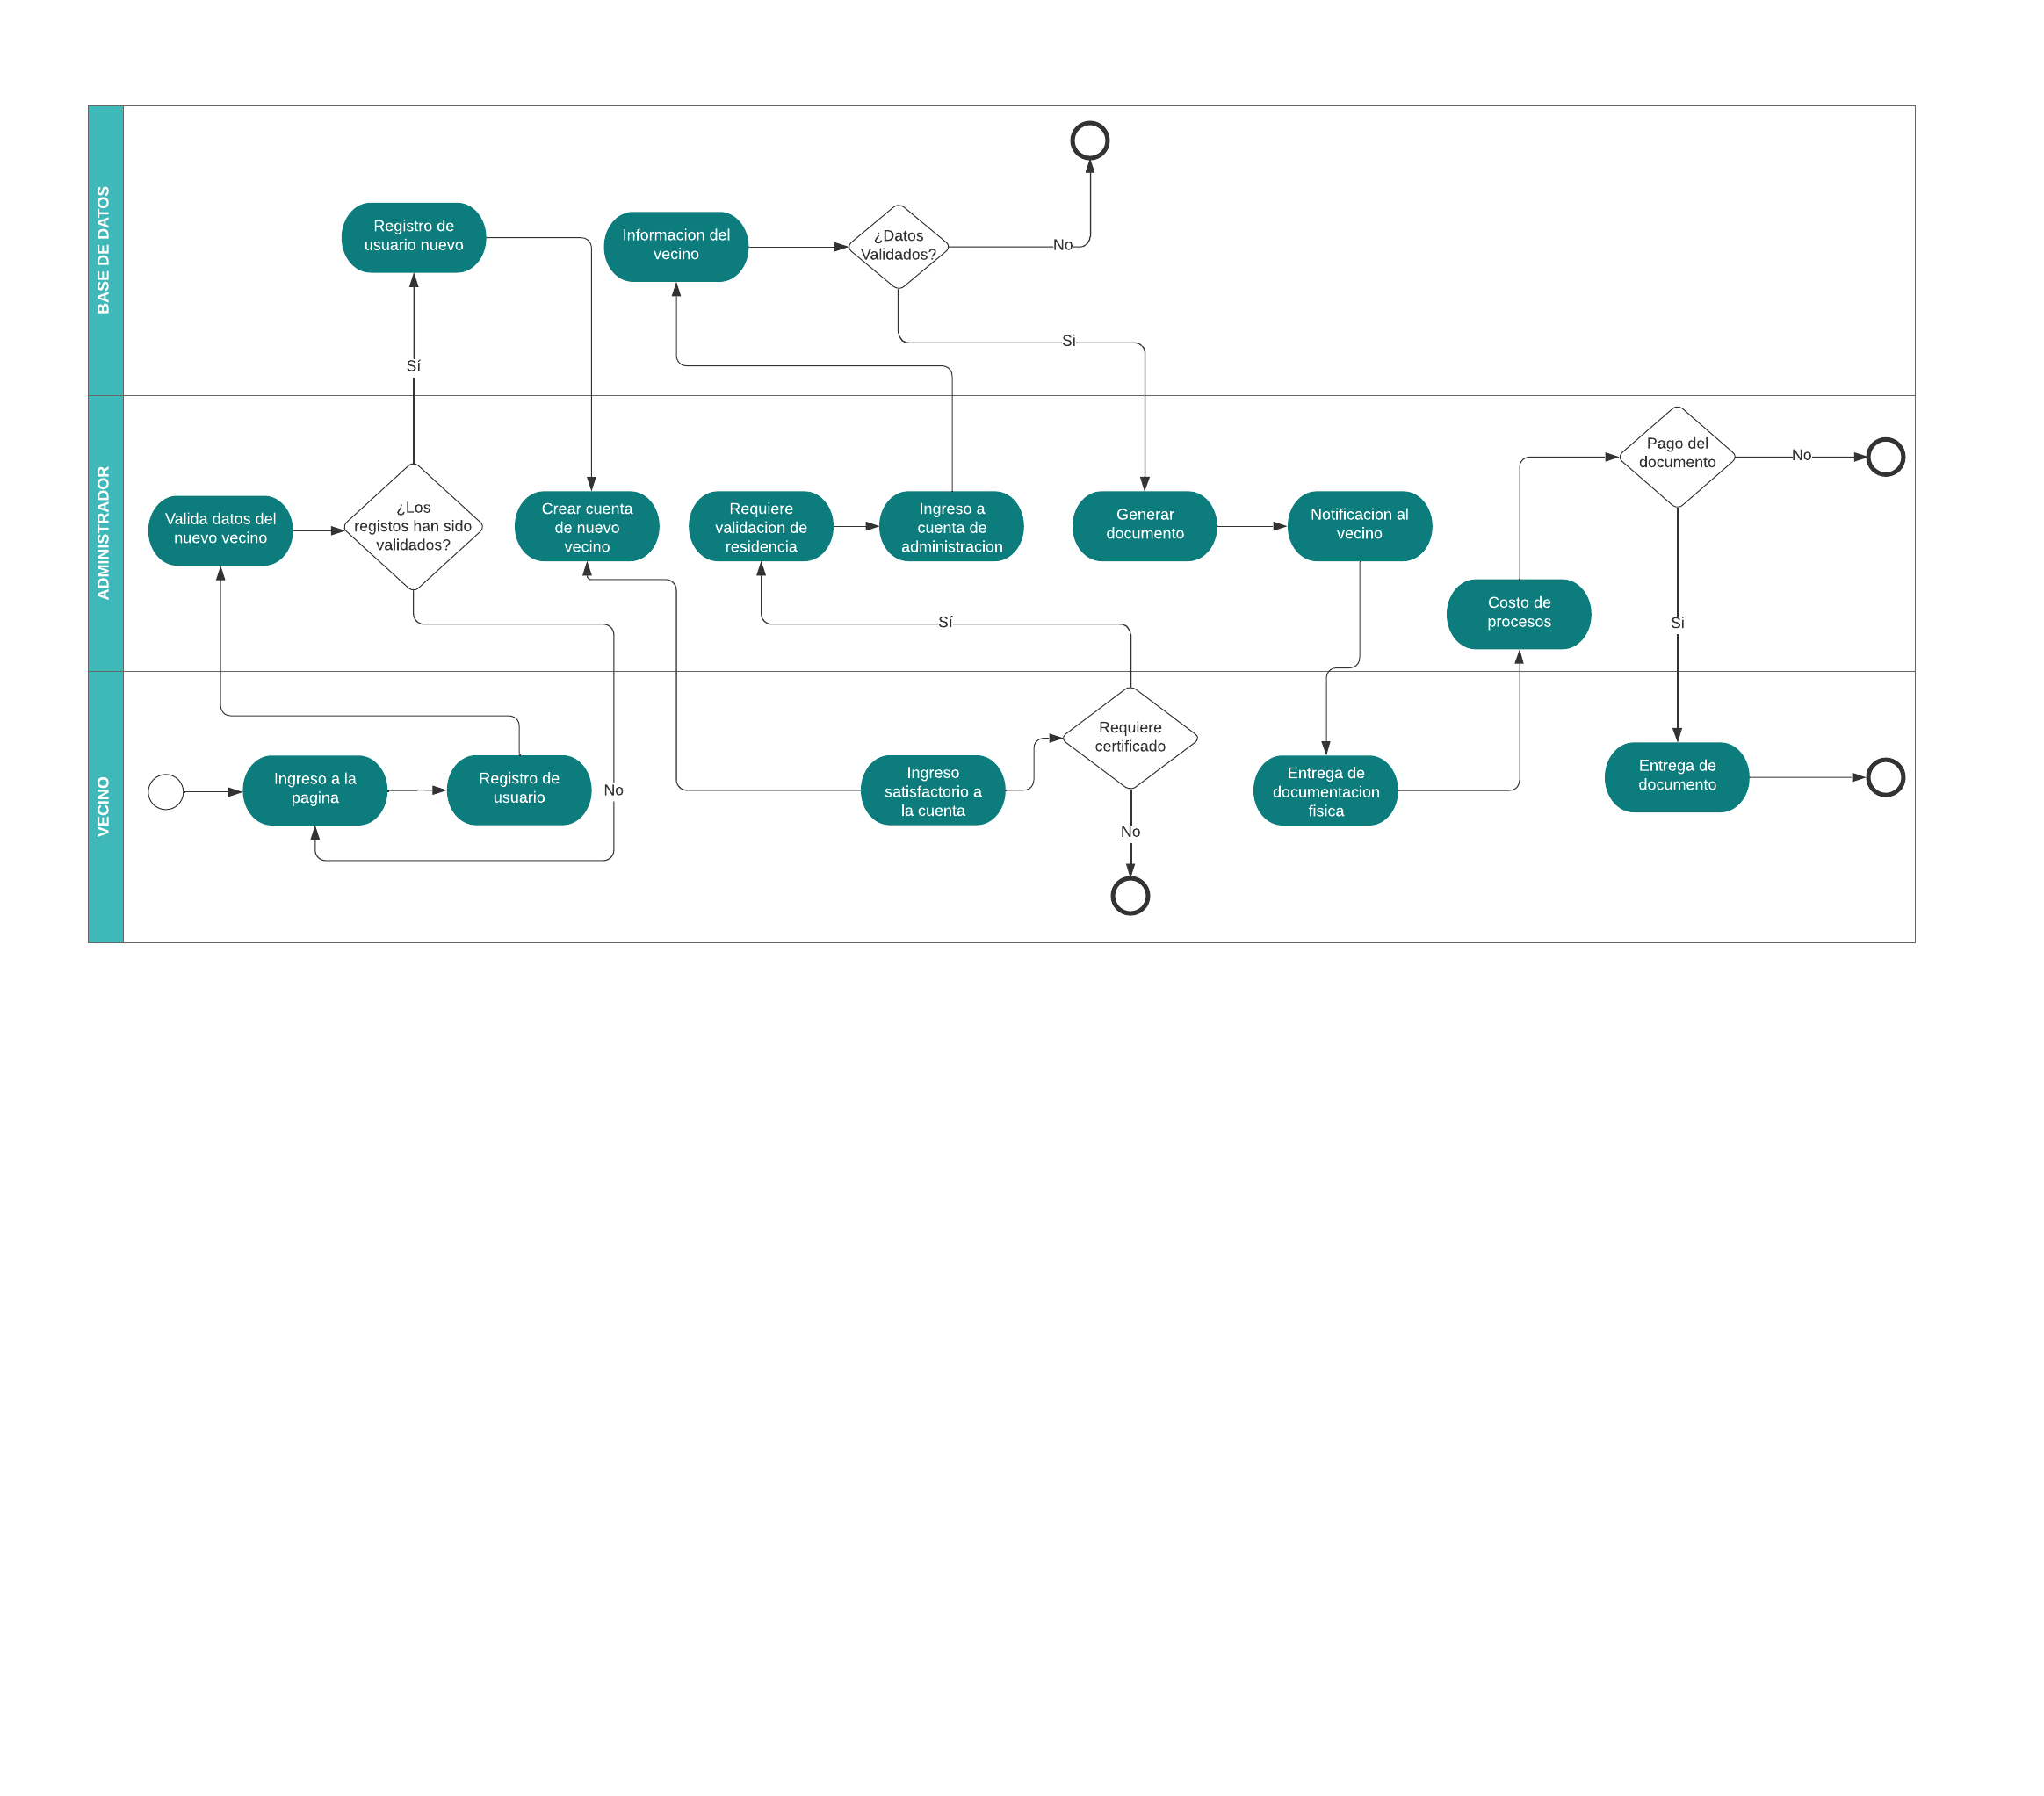 BASE DE DATOS
Registro de
usuario nuevo
Informacion del
vecino
¿Datos
Validados?
No
Si
Sí
ADMINISTRADOR
Valida datos del
nuevo vecino
¿Los
registos han sido
validados?
Crear cuenta
de nuevo
vecino
Requiere
validacion de
residencia
Ingreso a
cuenta de
administracion
Generar
documento
Notificacion al
vecino
Costo de
procesos
Pago del
documento
No
Sí
Si
VECINO
Ingreso a la
pagina
Registro de
usuario
No
Ingreso
satisfactorio a
la cuenta
Requiere
certificado
No
Entrega de
documentacion
fisica
Entrega de
documento